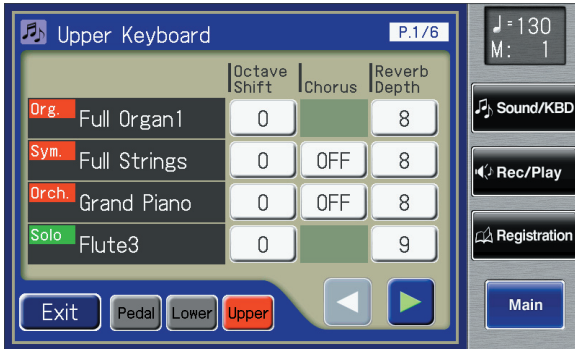 Upper Keyboard P.1/6
♩=130
M: 1
Octave Shift Chorus Reverb Depth
Org. Full Organ1 0 8
Sym. Full Strings 0 OFF 8
Orch. Grand Piano 0 OFF 8
Solo Flute3 0 9
Exit Pedal Lower Upper
Sound/KBD
Rec/Play
Registration
Main